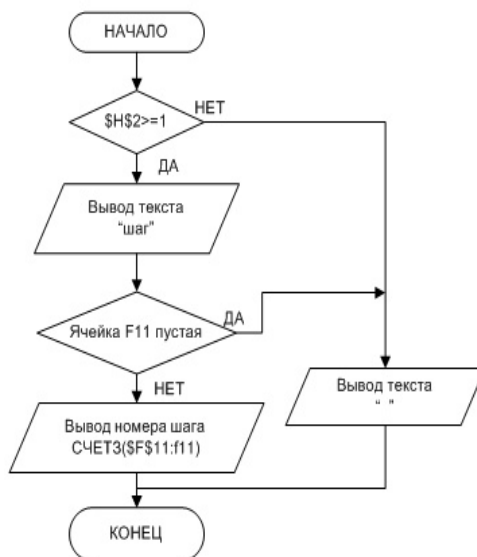 НАЧАЛО
$H$2>=1
НЕТ
ДА
Вывод текста
“шаг”
Ячейка F11 пустая
ДА
НЕТ
Вывод текста
“ ”
Вывод номера шага
СЧЕТЗ($F$11:f11)
КОНЕЦ